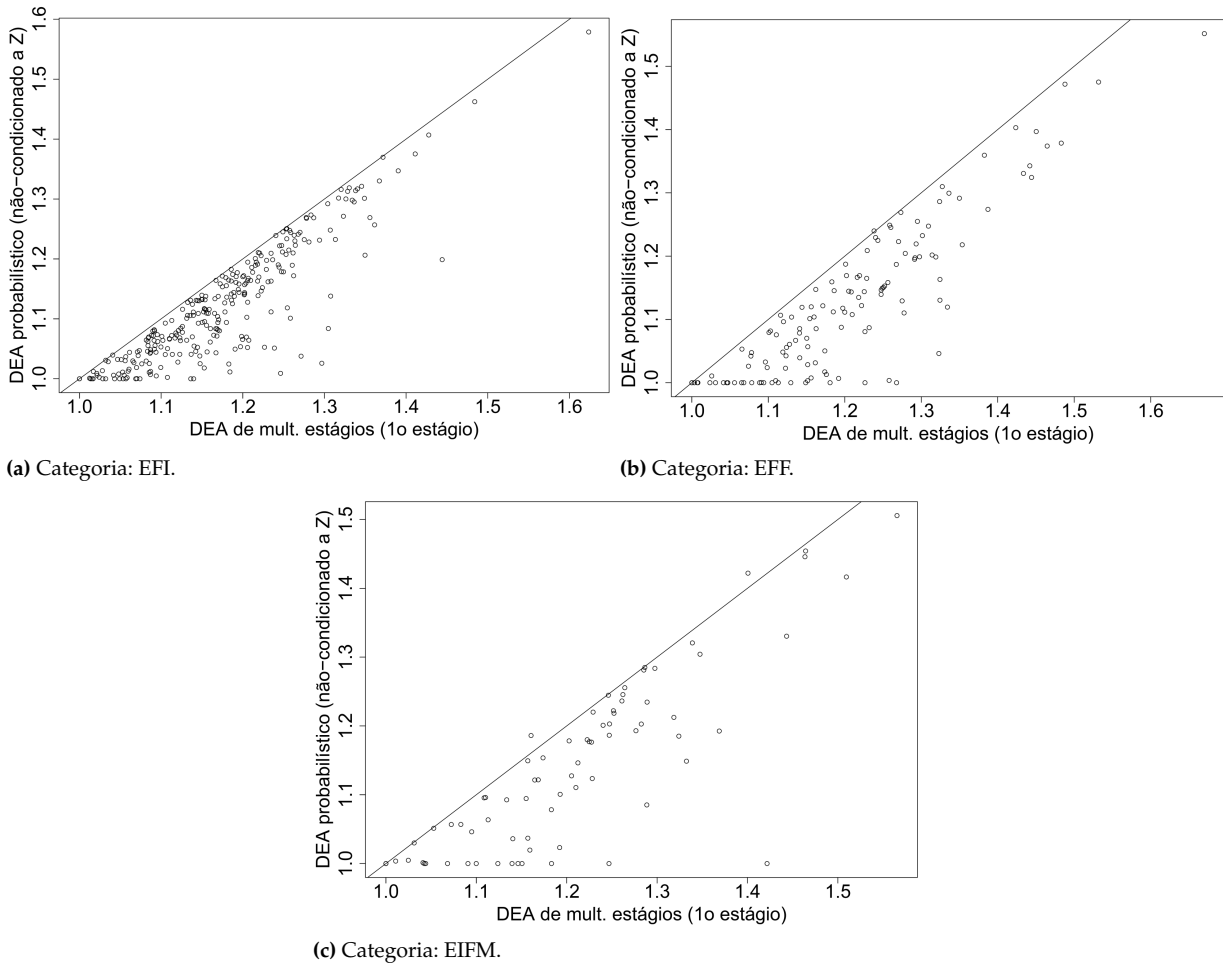 DEA probabilístico (não−condicionado a Z)
1.6
1.5
1.4
1.3
1.2
1.1
1.0
1.0 1.1 1.2 1.3 1.4 1.5 1.6
DEA de mult. estágios (1o estágio)
(a) Categoria: EFI.
DEA probabilístico (não−condicionado a Z)
1.5
1.4
1.3
1.2
1.1
1.0
1.0 1.1 1.2 1.3 1.4 1.5 1.6
DEA de mult. estágios (1o estágio)
(b) Categoria: EFF.
DEA probabilístico (não−condicionado a Z)
1.5
1.4
1.3
1.2
1.1
1.0
1.0 1.1 1.2 1.3 1.4 1.5
DEA de mult. estágios (1o estágio)
(c) Categoria: EIFM.